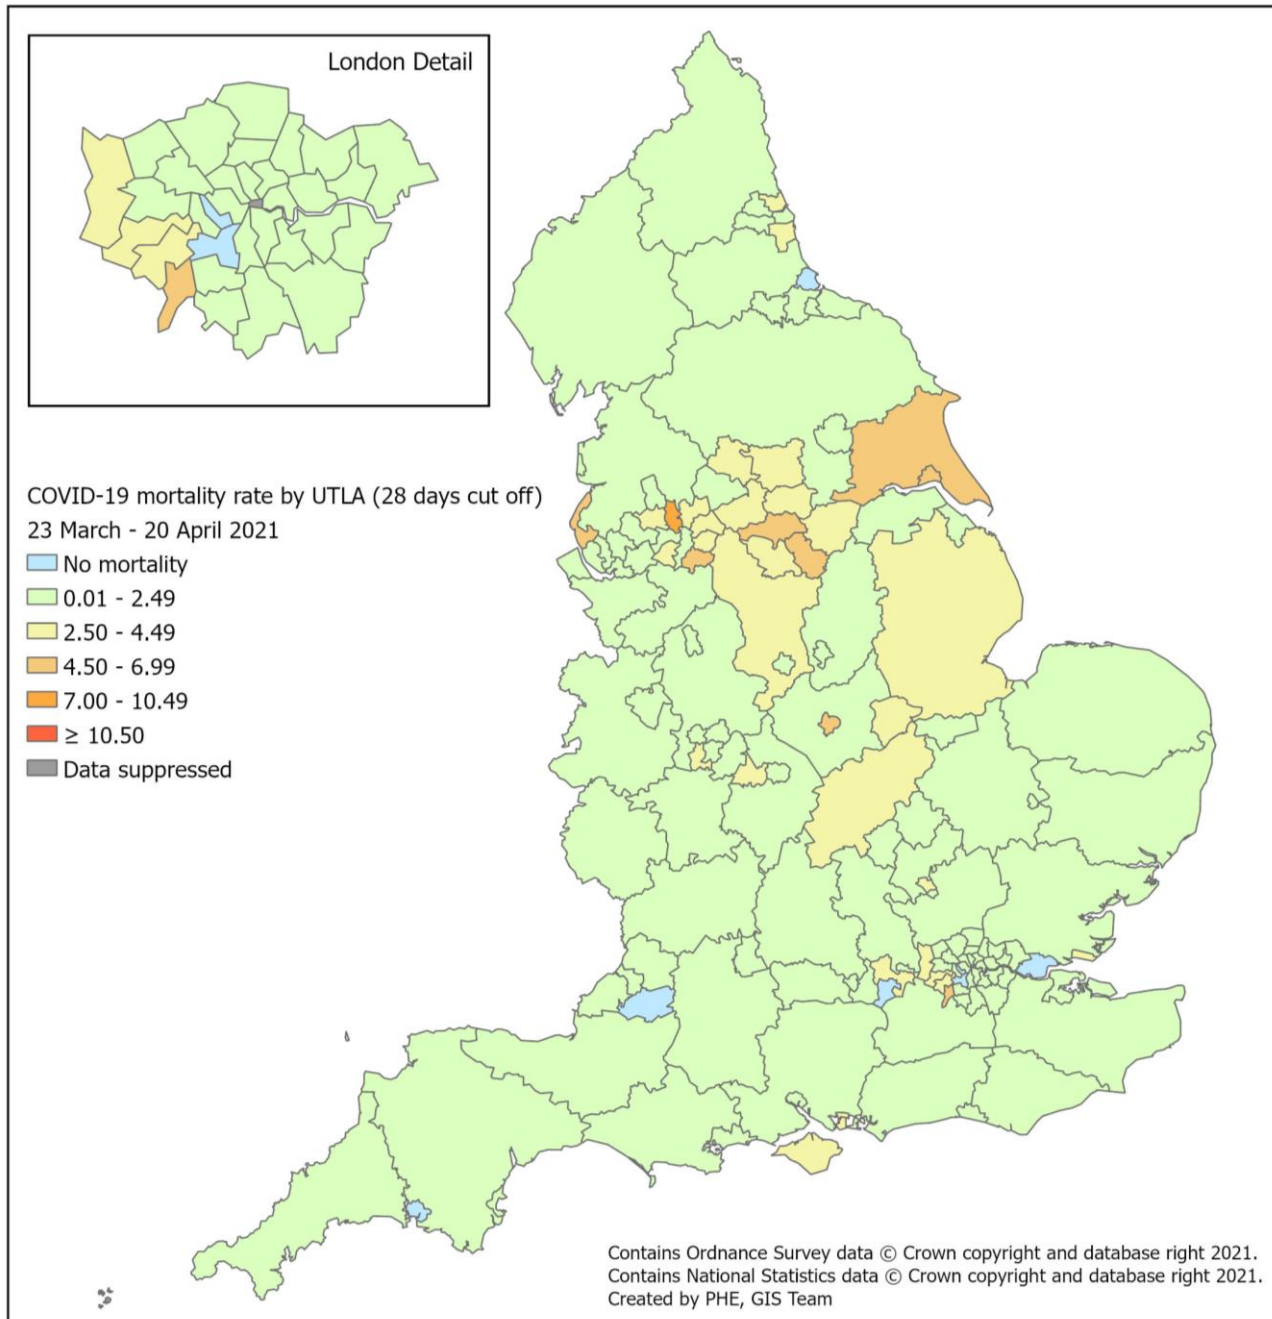 London Detail
COVID-19 mortality rate by UTLA (28 days cut off)
23 March - 20 April 2021
No mortality
0.01 - 2.49
2.50 - 4.49
4.50 - 6.99
7.00 - 10.49
≥ 10.50
Data suppressed
Contains Ordnance Survey data © Crown copyright and database right 2021.
Contains National Statistics data © Crown copyright and database right 2021.
Created by PHE, GIS Team